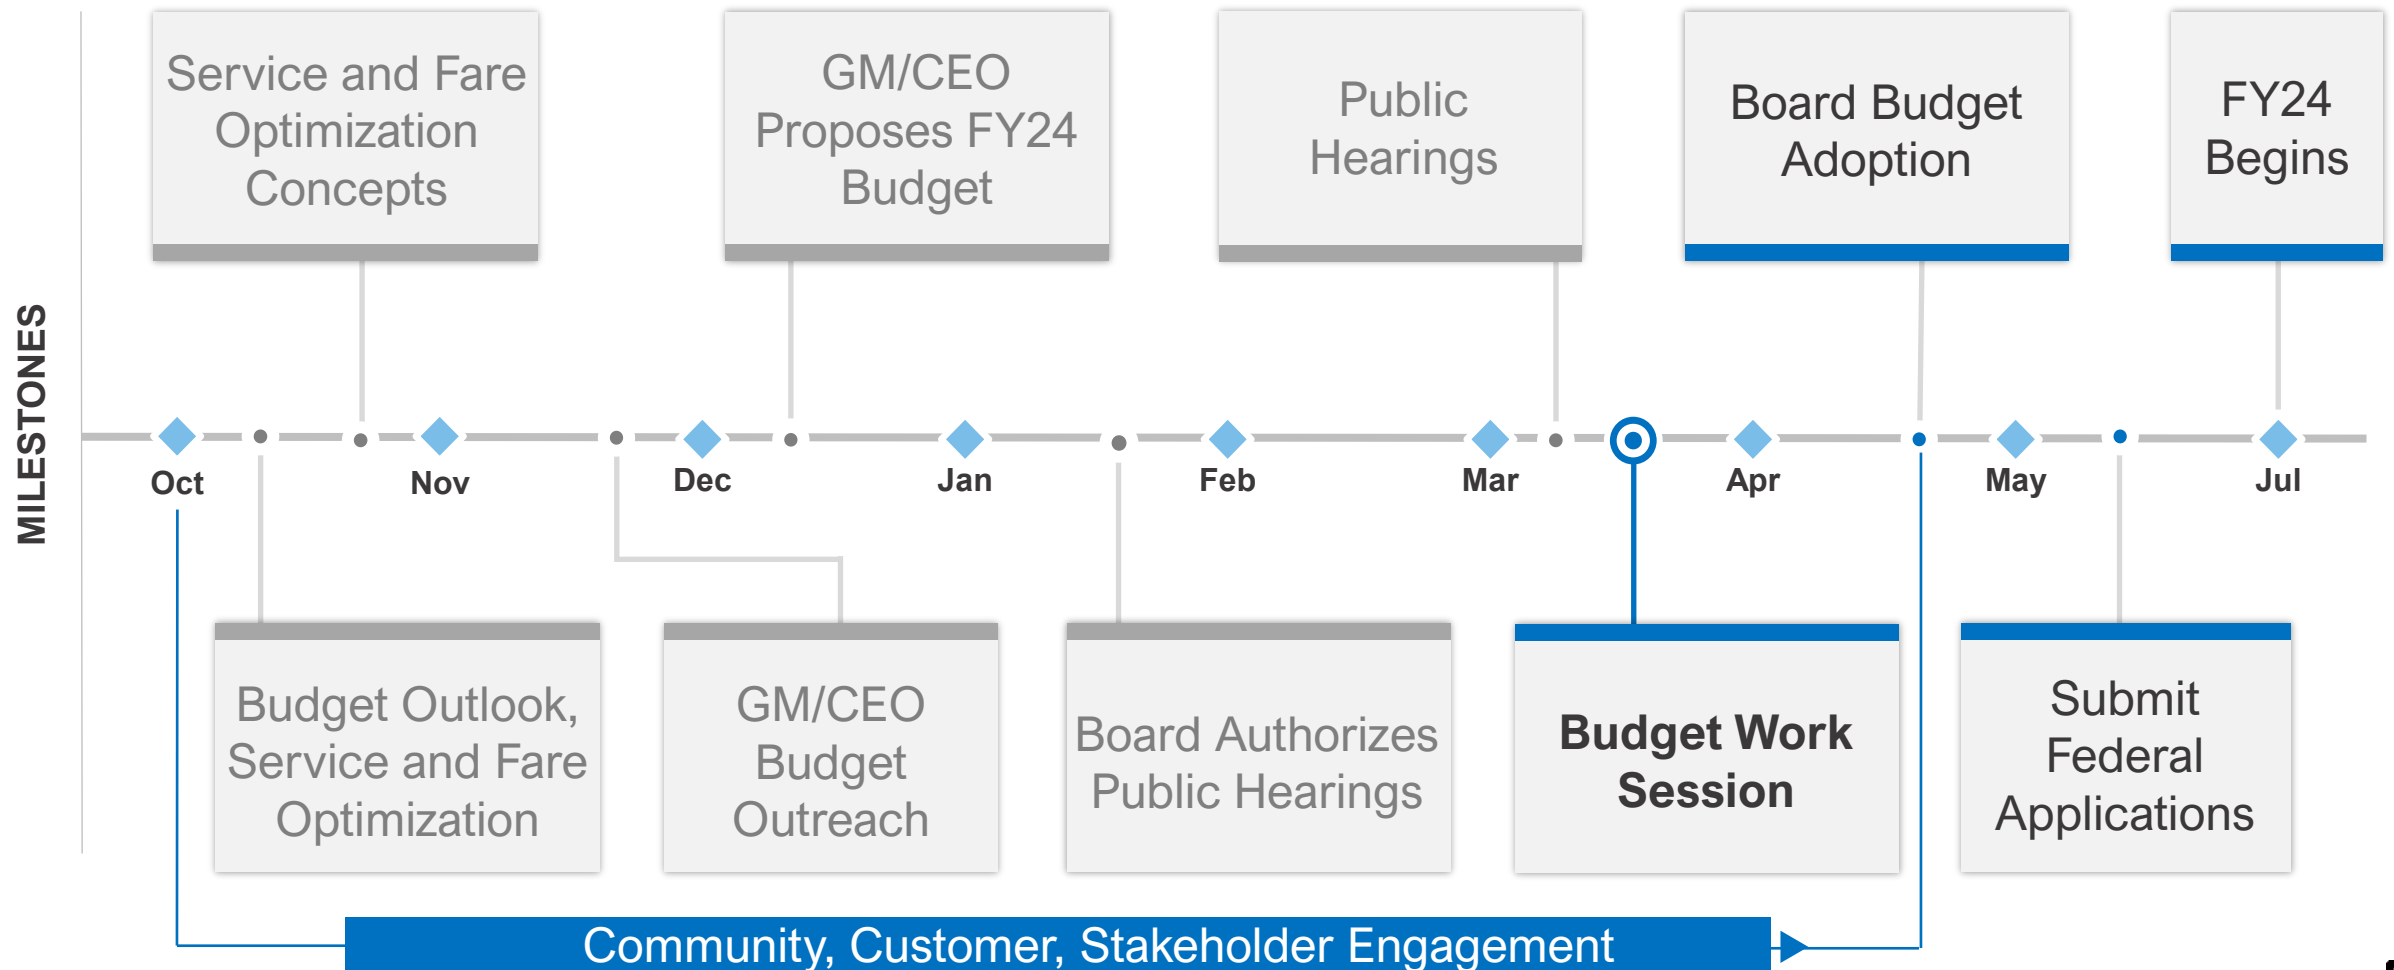 MILESTONES
Service and Fare
Optimization
Concepts
GM/CEO
Proposes FY24
Budget
Public
Hearings
Board Budget
Adoption
FY24
Begins
Oct
Nov
Dec
Jan
Feb
Mar
Apr
May
Jul
Budget Outlook,
Service and Fare
Optimization
GM/CEO
Budget
Outreach
Board Authorizes
Public Hearings
Budget Work
Session
Submit
Federal
Applications
Community, Customer, Stakeholder Engagement